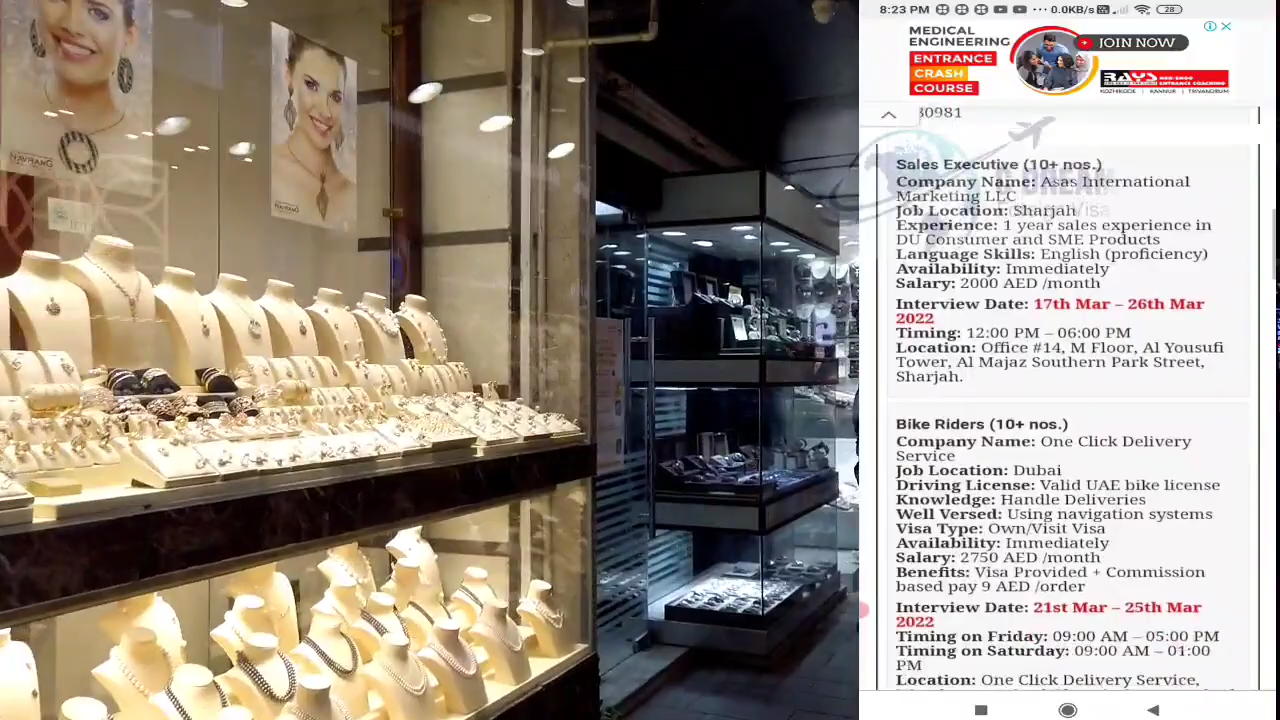 NAVRANG
NAVRANG
8:23 PM
0.0KB/s
28
MEDICAL
ENGINEERING
ENTRANCE
CRASH
COURSE
JOIN NOW
RAYS
MED-ENGG
ENTRANCE COACHING
KOZHIKODE | KANNUR | TRIVANDRUM
30981
Sales Executive (10+ nos.)
Company Name: Asas International
Marketing LLC
Job Location: Sharjah
Experience: 1 year sales experience in
DU Consumer and SME Products
Language Skills: English (proficiency)
Availability: Immediately
Salary: 2000 AED /month
Interview Date: 17th Mar – 26th Mar
2022
Timing: 12:00 PM – 06:00 PM
Location: Office #14, M Floor, Al Yousufi
Tower, Al Majaz Southern Park Street,
Sharjah.
Bike Riders (10+ nos.)
Company Name: One Click Delivery
Service
Job Location: Dubai
Driving License: Valid UAE bike license
Knowledge: Handle Deliveries
Well Versed: Using navigation systems
Visa Type: Own/Visit Visa
Availability: Immediately
Salary: 2750 AED /month
Benefits: Visa Provided + Commission
based pay 9 AED /order
Interview Date: 21st Mar – 25th Mar
2022
Timing on Friday: 09:00 AM – 05:00 PM
Timing on Saturday: 09:00 AM – 01:00
PM
Location: One Click Delivery Service,